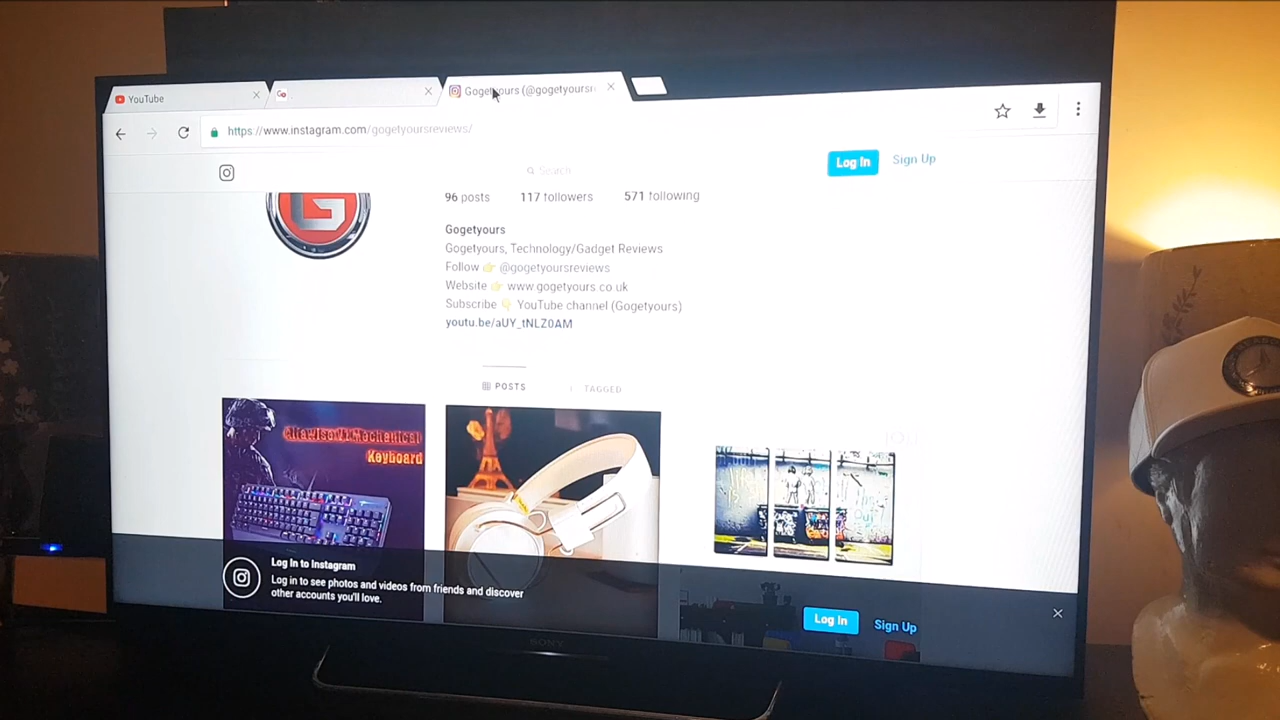 YouTube
Gogetyours (@gogetyoursr
https://www.instagram.com/gogetyoursreviews/
Search
Log In
Sign Up
96 posts 117 followers 571 following
Gogetyours
Gogetyours, Technology/Gadget Reviews
Follow 👉 @gogetyoursreviews
Website 👉 www.gogetyours.co.uk
Subscribe 👇 YouTube channel (Gogetyours)
youtu.be/aUY_tNLZ0AM
POSTS
TAGGED
Mechanical
Keyboard
Log In to Instagram
Log in to see photos and videos from friends and discover
other accounts you'll love.
Log In
Sign Up
SONY